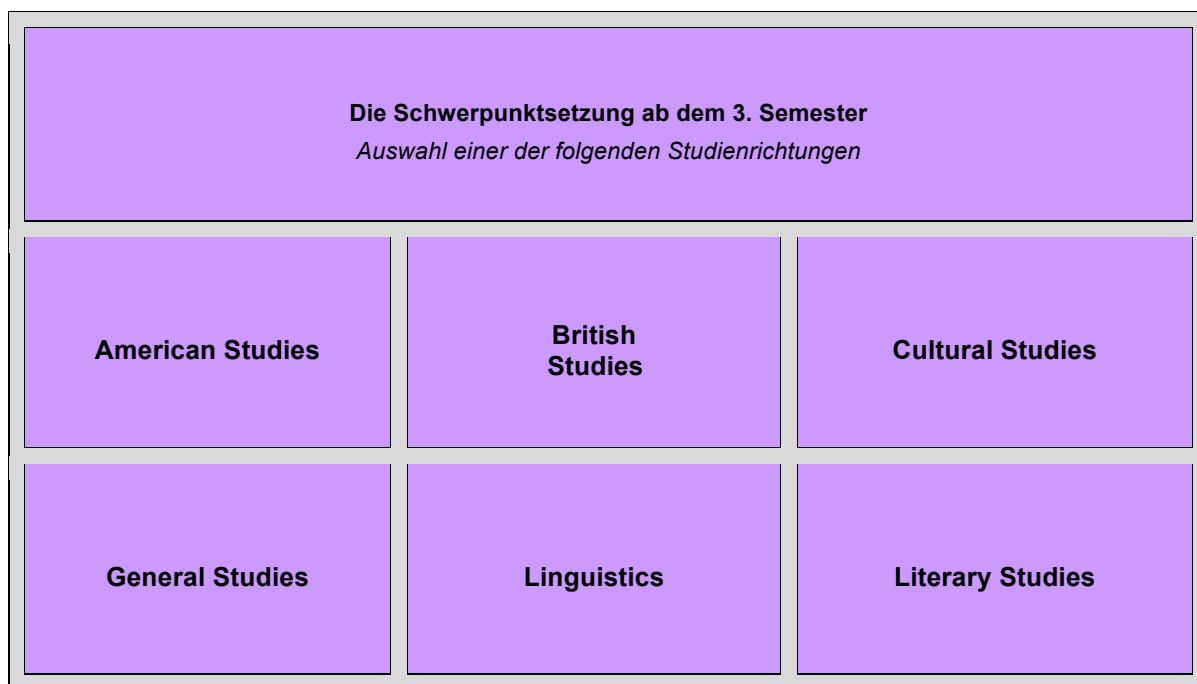 Die Schwerpunktsetzung ab dem 3. Semester
Auswahl einer der folgenden Studienrichtungen
American Studies
British
Studies
Cultural Studies
General Studies
Linguistics
Literary Studies